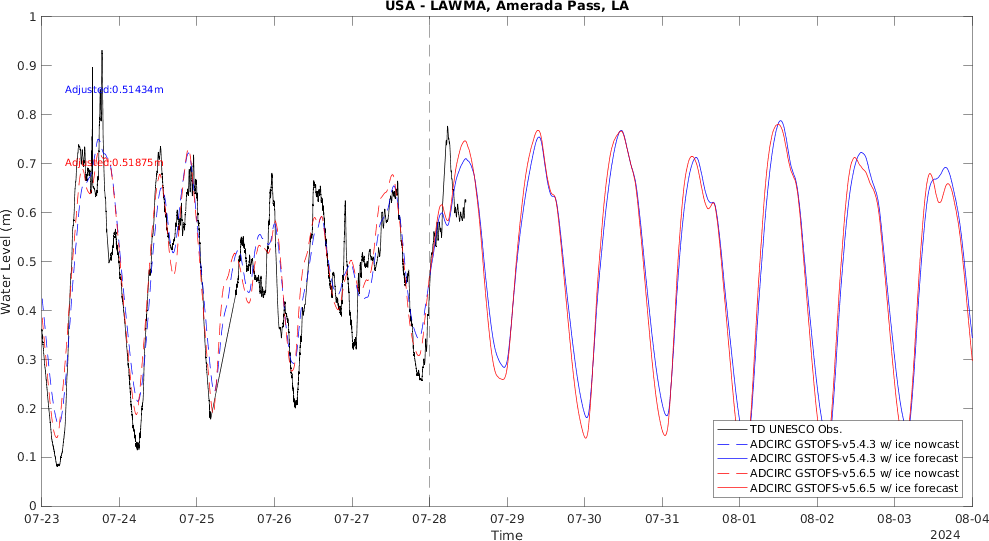 USA - LAWMA, Amerada Pass, LA
1
0.9
0.8
0.7
0.6
0.5
0.4
0.3
0.2
0.1
0
Water Level (m)
Adjusted:0.51434m
Adjusted:0.51875m
TD UNESCO Obs.
ADCIRC GSTOFS-v5.4.3 w/ ice nowcast
ADCIRC GSTOFS-v5.4.3 w/ ice forecast
ADCIRC GSTOFS-v5.6.5 w/ ice nowcast
ADCIRC GSTOFS-v5.6.5 w/ ice forecast
07-23 07-24 07-25 07-26 07-27 07-28 07-29 07-30 07-31 08-01 08-02 08-03 08-04
Time
2024